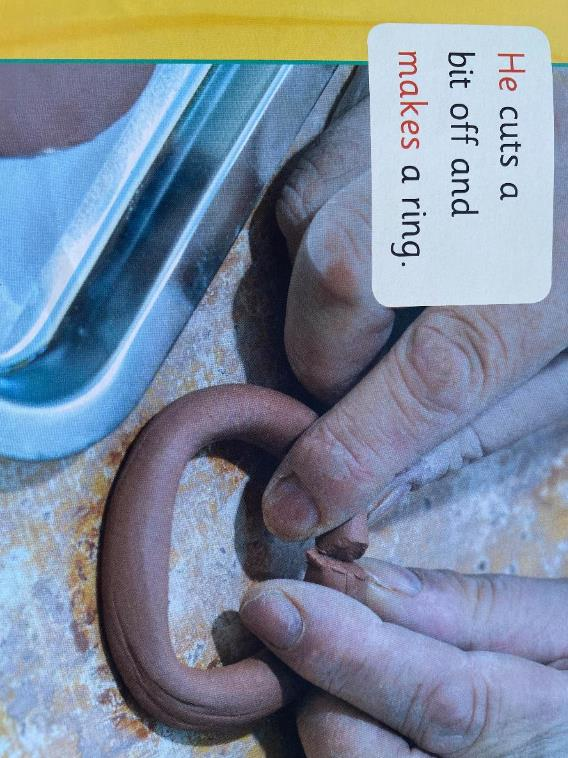 He cuts a
bit off and
makes a ring.